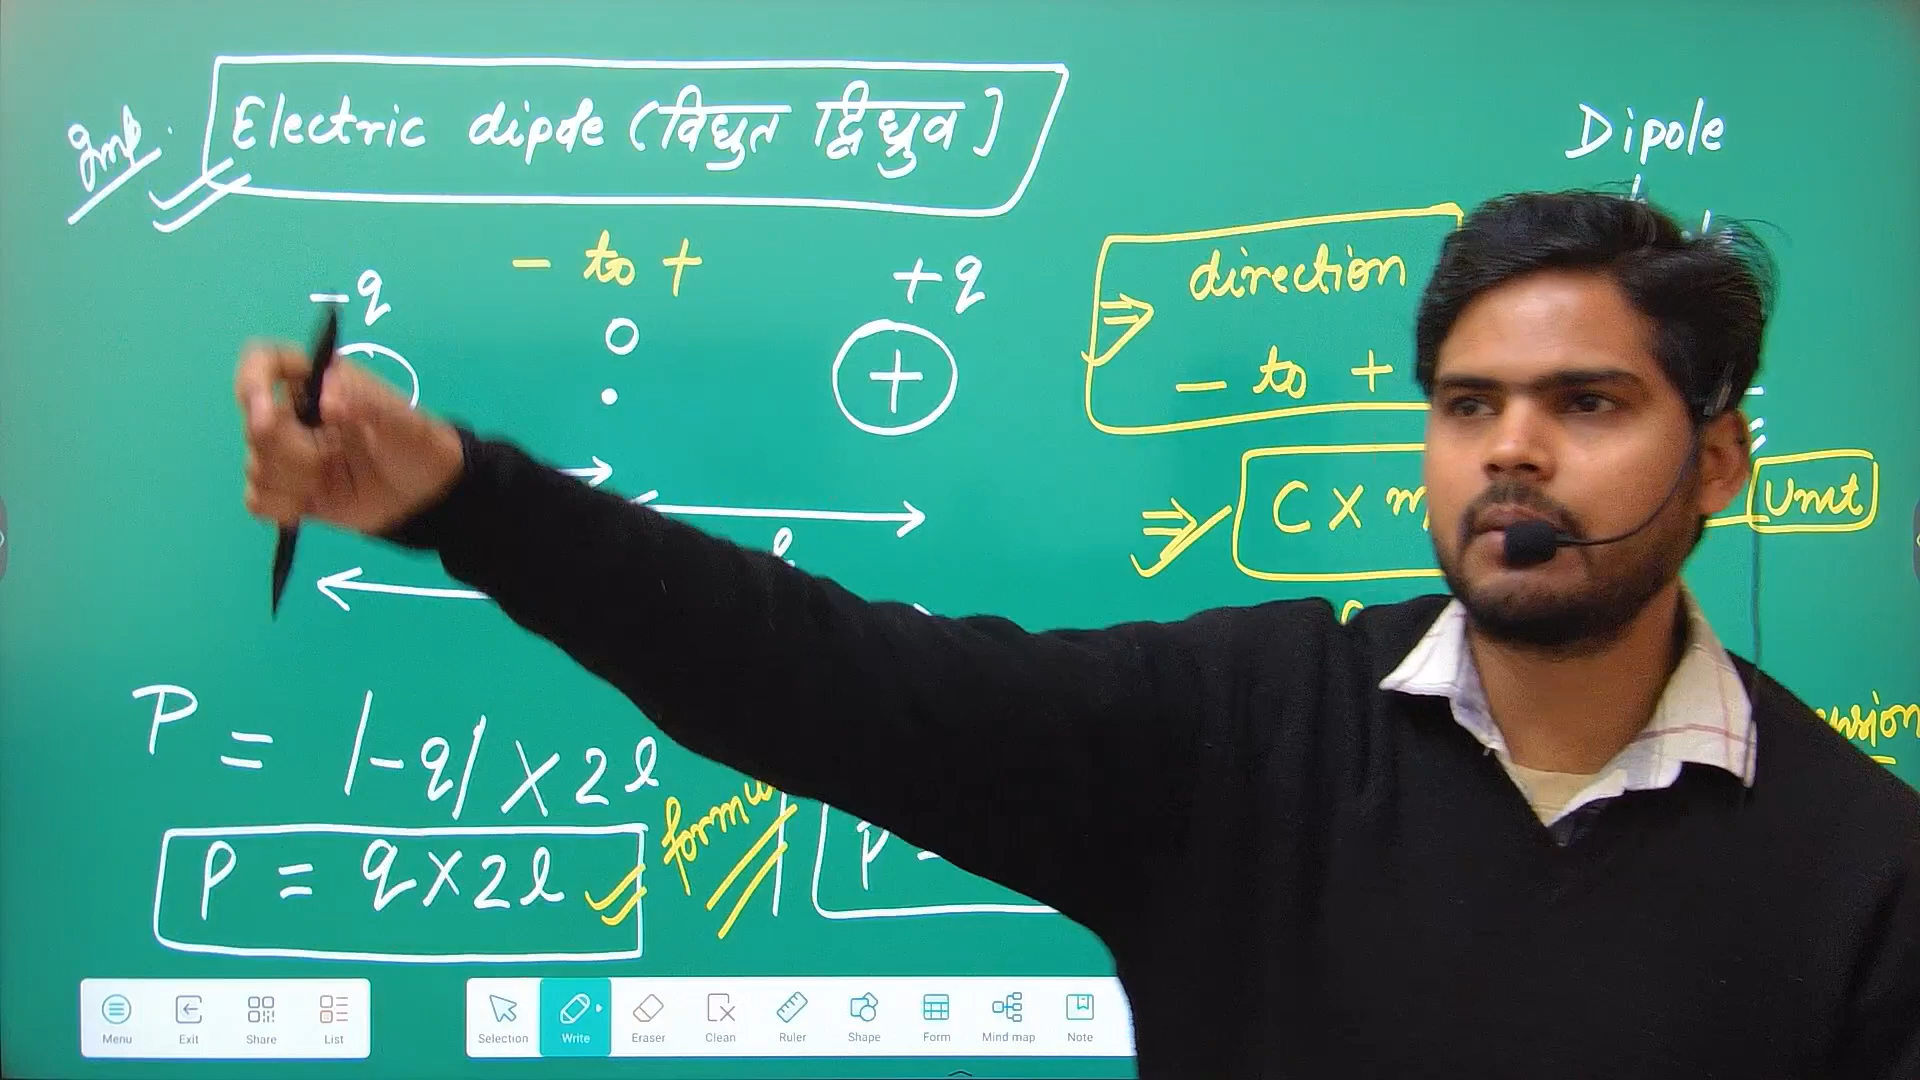 Imp.
Electric dipole (विधुत द्विध्रुव)
- to +
-q
+q
O
+
P = |-q| X 2l
P = q X 2l
P =
Dipole
direction
- to +
C X m
Unit
Menu
Exit
Share
List
Selection
Write
Eraser
Clean
Ruler
Shape
Form
Mind map
Note